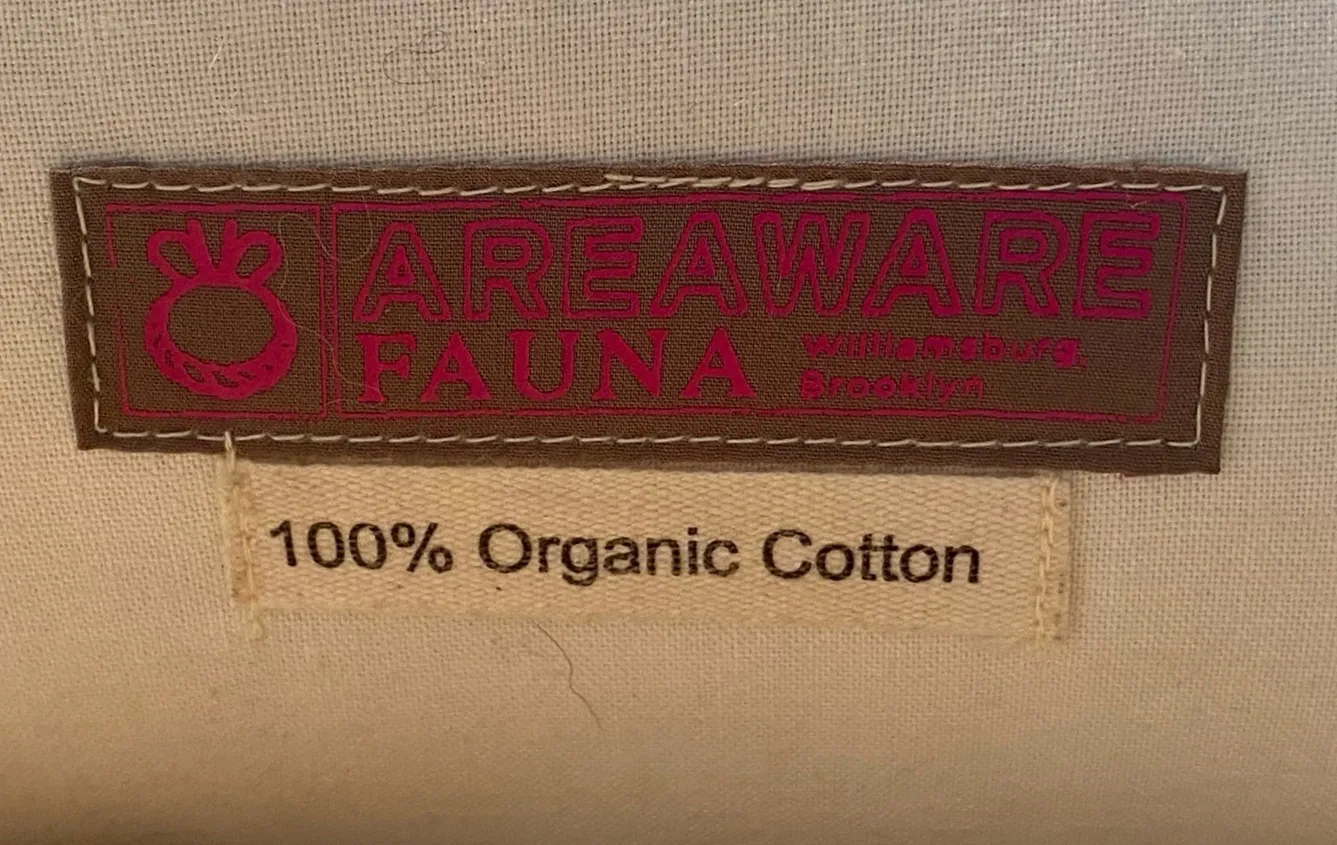 AREAWARE
FAUNA
Williamsburg,
Brooklyn
100% Organic Cotton